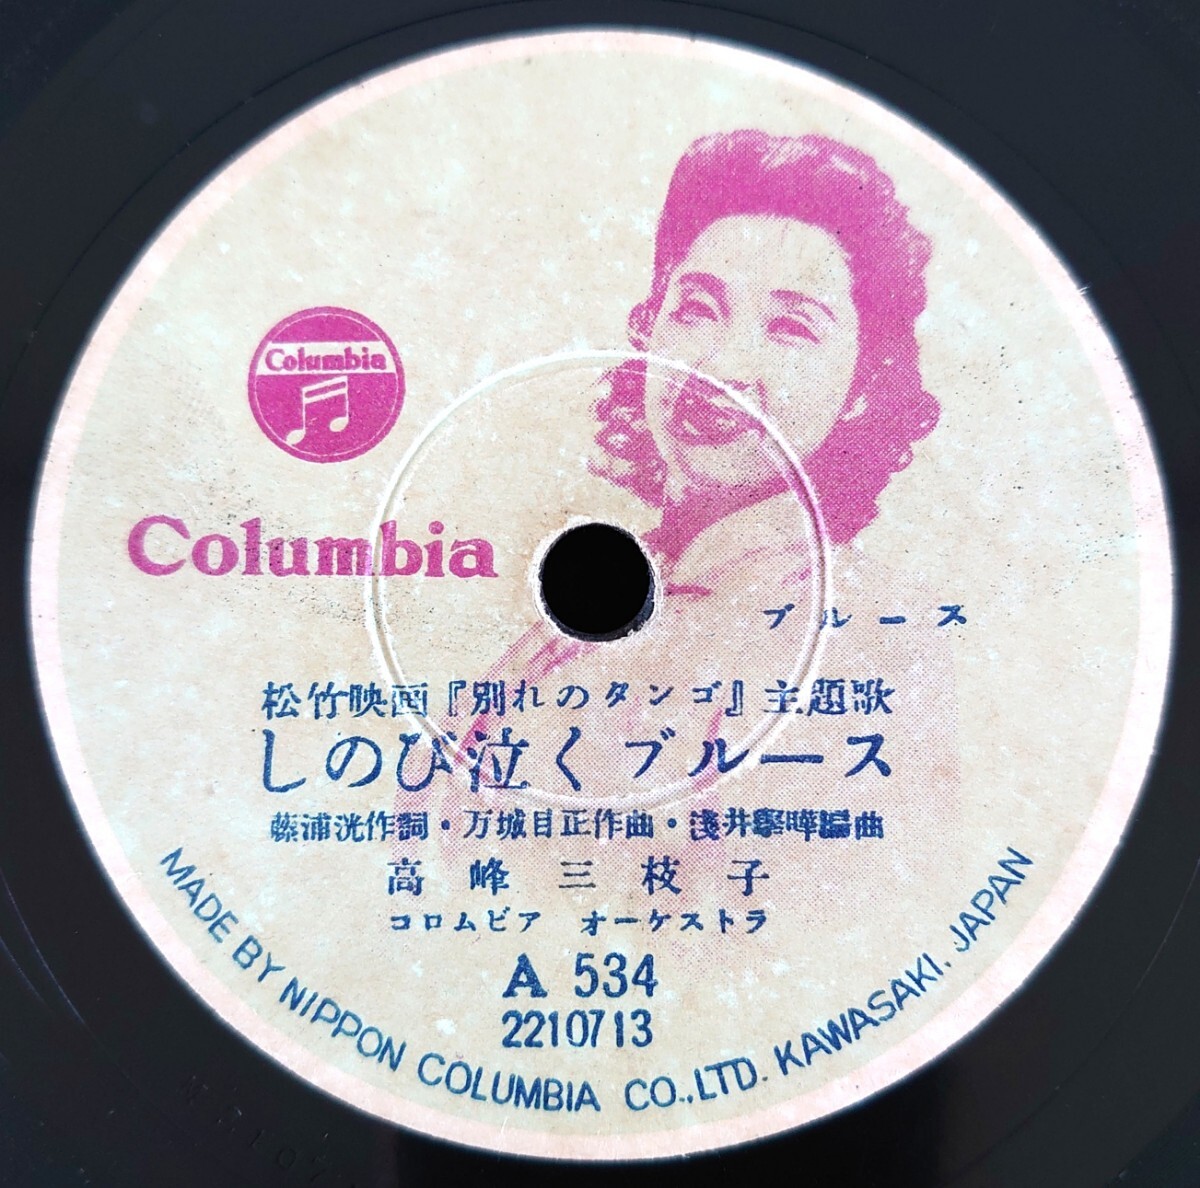 Columbia
Columbia
ブルース
松竹映画『別れのタンゴ』主題歌
しのび泣くブルース
藤浦洸作詞・万城目正作曲・淺井擧曄編曲
高峰三枝子
コロムビア オーケストラ
A 534
2210713
MADE BY NIPPON COLUMBIA CO., LTD. KAWASAKI, JAPAN